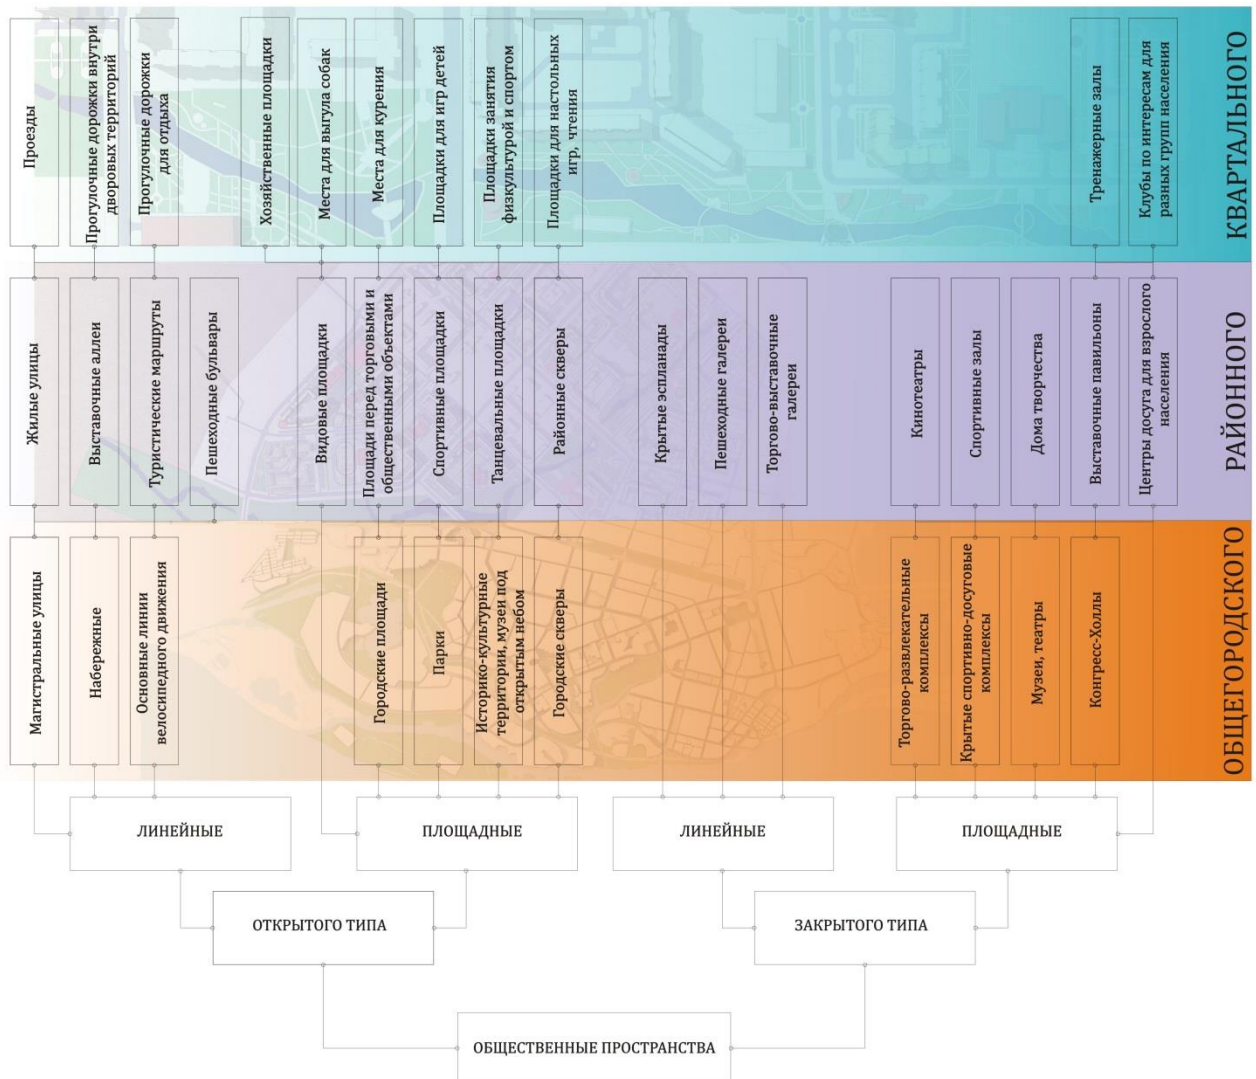 Проезды
Прогулочные дорожки внутри
дворовых территорий
Прогулочные дорожки
для отдыха
Хозяйственные площадки
Места для выгула собак
Места для курения
Площадки для игр детей
Площадки занятия
физкультурой и спортом
Площадки для настольных
игр, чтения
Тренажерные залы
Клубы по интересам для
разных групп населения
КВАРТАЛЬНОГО
Жилые улицы
Выставочные аллеи
Туристические маршруты
Пешеходные бульвары
Видовые площадки
Площади перед торговыми и
общественными объектами
Спортивные площадки
Танцевальные площадки
Районные скверы
Крытые эспланады
Пешеходные галереи
Торгово-выставочные
галереи
Кинотеатры
Спортивные залы
Дома творчества
Выставочные павильоны
Центры досуга для взрослого
населения
РАЙОННОГО
Магистральные улицы
Набережные
Основные линии
велосипедного движения
Городские площади
Парки
Историко-культурные
территории, музеи под
открытым небом
Городские скверы
Торгово-развлекательные
комплексы
Крытые спортивно-досуговые
комплексы
Музеи, театры
Конгресс-Холлы
ОБЩЕГОРОДСКОГО
ЛИНЕЙНЫЕ
ПЛОЩАДНЫЕ
ЛИНЕЙНЫЕ
ПЛОЩАДНЫЕ
ОТКРЫТОГО ТИПА
ЗАКРЫТОГО ТИПА
ОБЩЕСТВЕННЫЕ ПРОСТРАНСТВА